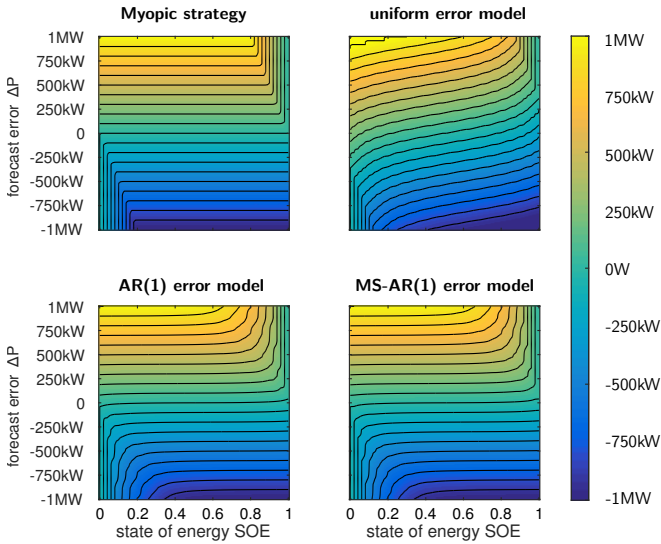 Myopic strategy
uniform error model
1MW
750kW
500kW
250kW
0
-250kW
-500kW
-750kW
-1MW
forecast error ΔP
1MW
750kW
500kW
250kW
0W
-250kW
-500kW
-750kW
-1MW
AR(1) error model
MS-AR(1) error model
1MW
750kW
500kW
250kW
0
-250kW
-500kW
-750kW
-1MW
forecast error ΔP
0 0.2 0.4 0.6 0.8 1
0 0.2 0.4 0.6 0.8 1
state of energy SOE
state of energy SOE